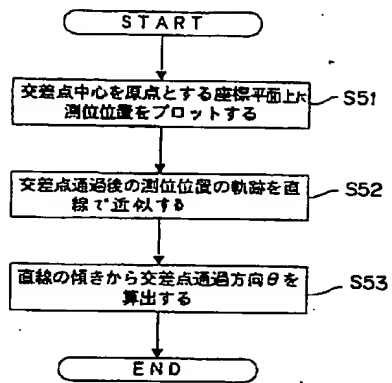 START
交差点中心を原点とする座標平面上に
測位位置をプロットする
S51
交差点通過後の測位位置の軌跡を直
線で近似する
S52
直線の傾きから交差点通過方向θを
算出する
S53
END